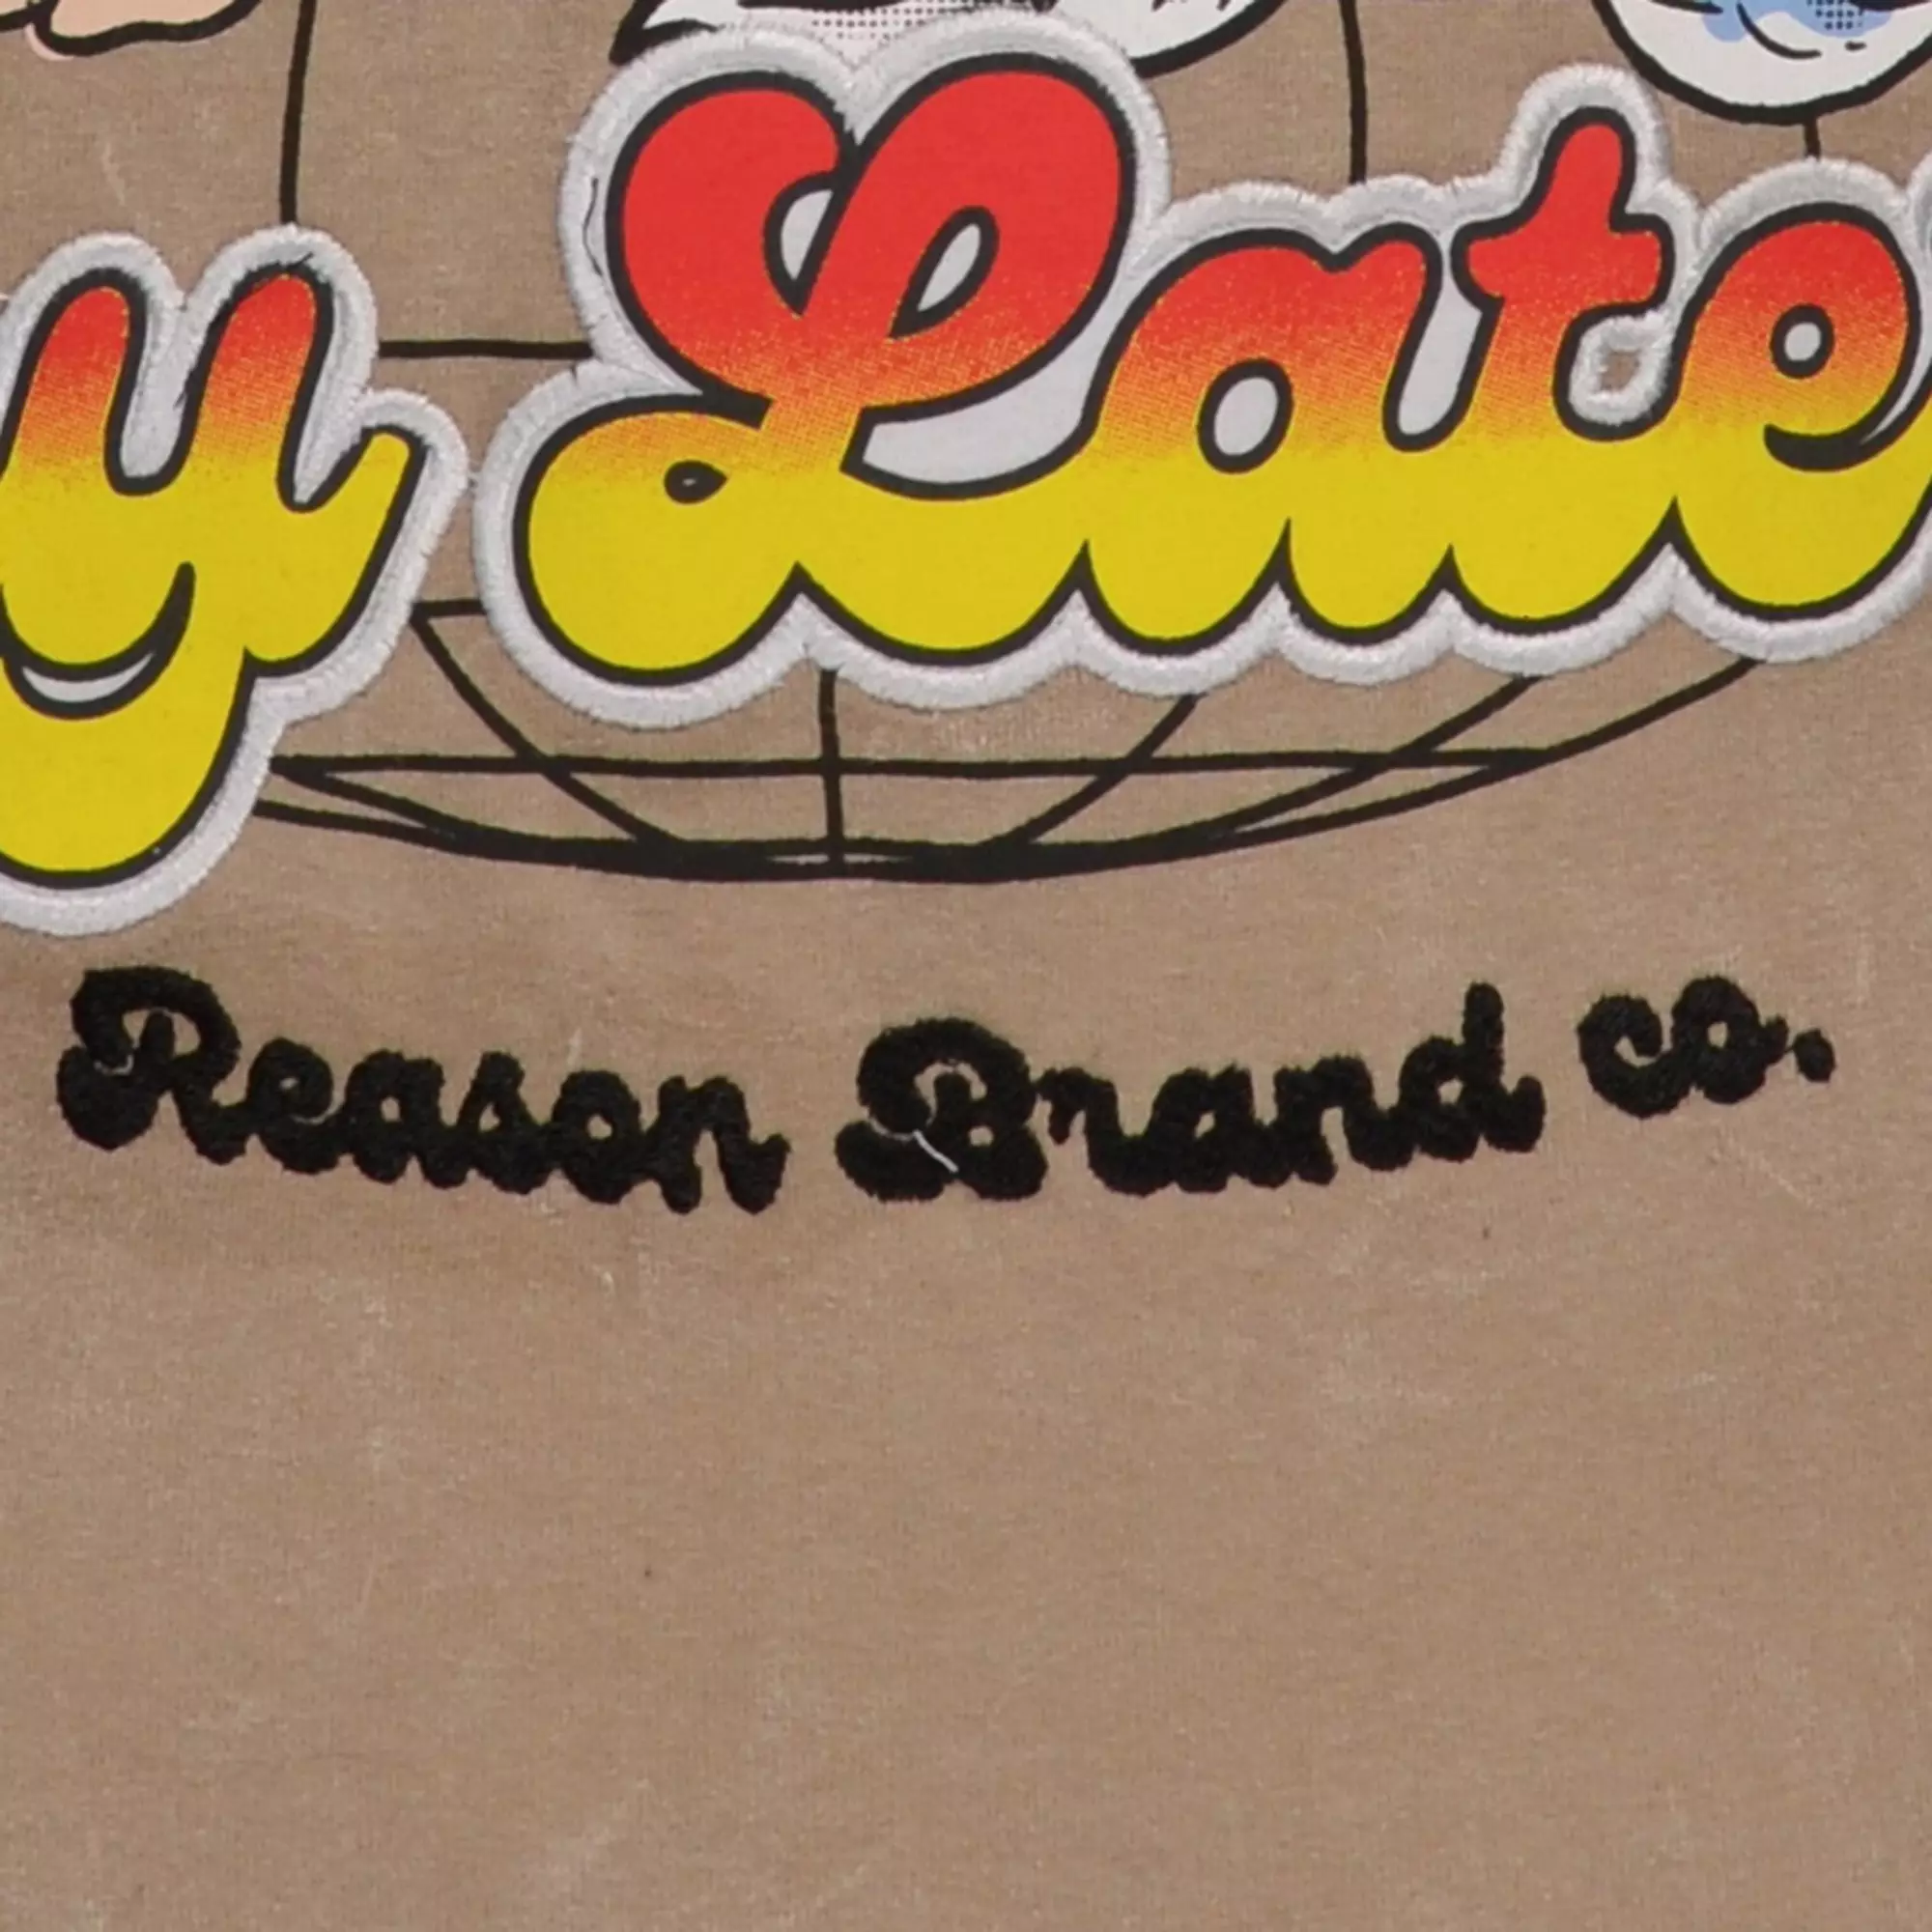 y Late
Reason Brand co.